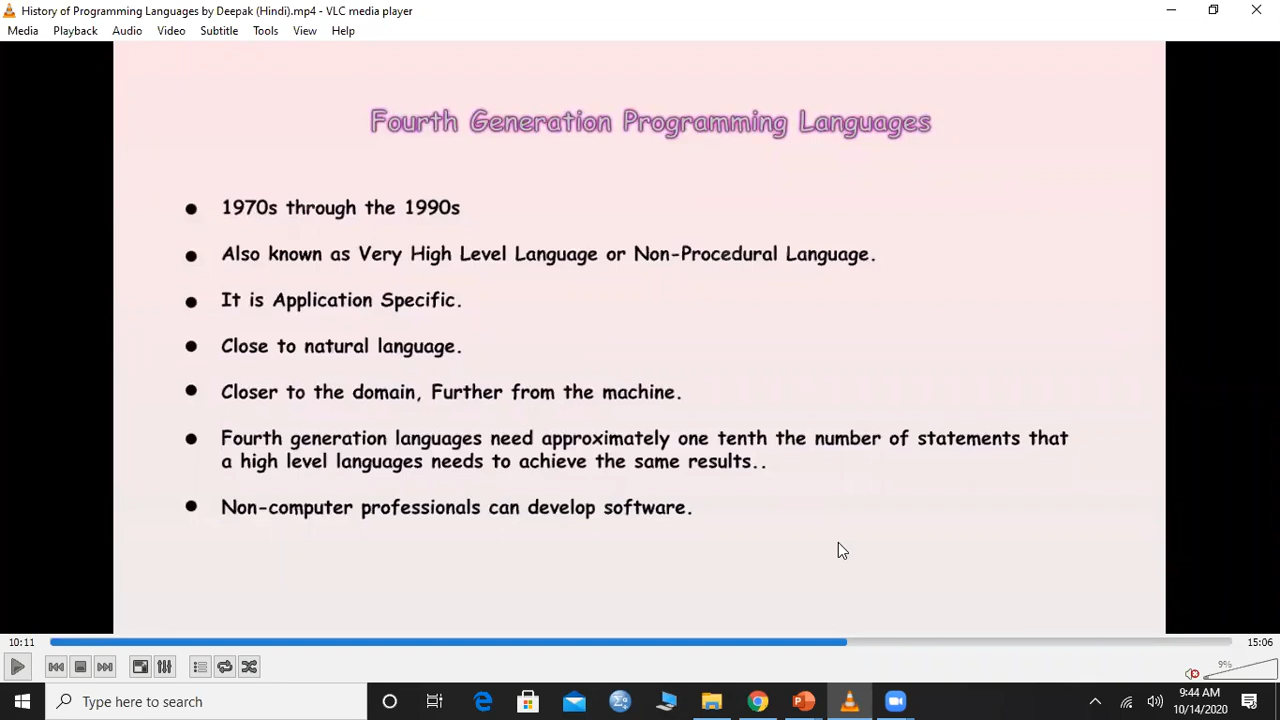 History of Programming Languages by Deepak (Hindi).mp4 - VLC media player
Media Playback Audio Video Subtitle Tools View Help
Fourth Generation Programming Languages
● 1970s through the 1990s
● Also known as Very High Level Language or Non-Procedural Language.
● It is Application Specific.
● Close to natural language.
● Closer to the domain, Further from the machine.
● Fourth generation languages need approximately one tenth the number of statements that
a high level languages needs to achieve the same results..
● Non-computer professionals can develop software.
10:11 15:06
9%
Type here to search
9:44 AM
10/14/2020